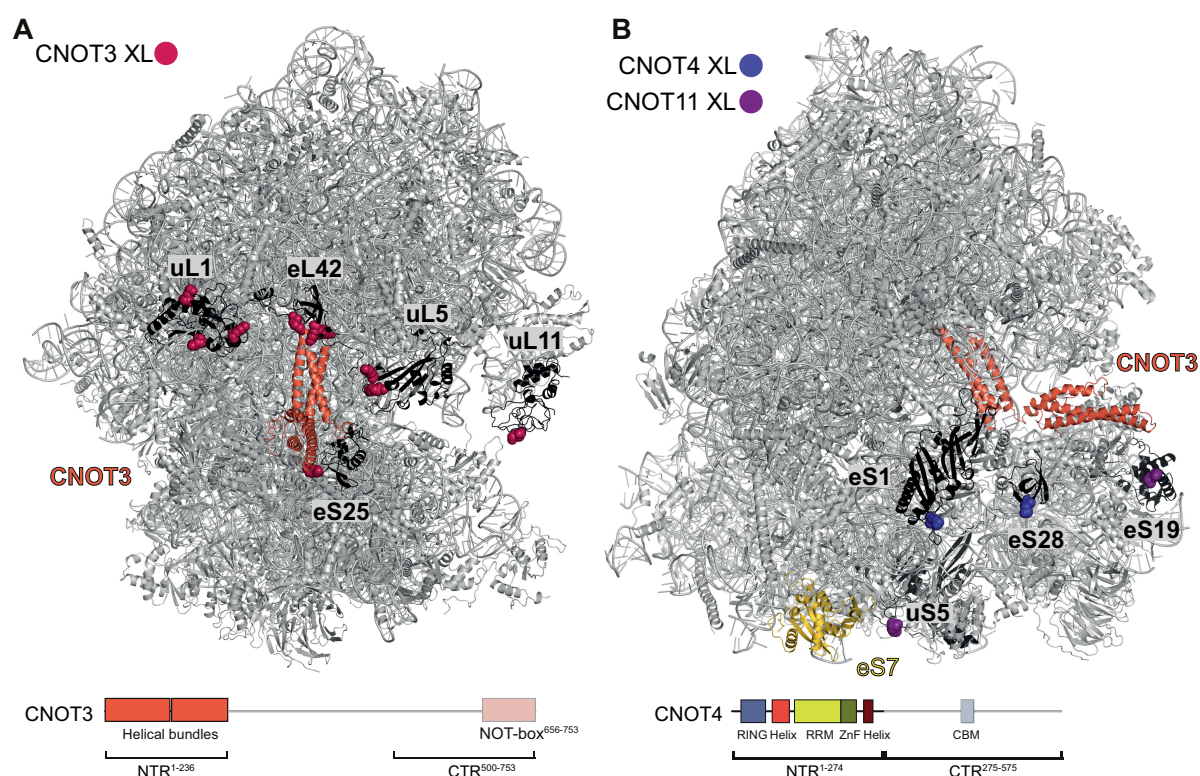 A
CNOT3 XL
uL1
eL42
uL5
uL11
CNOT3
eS25
CNOT3
Helical bundles
NOT-box656-753
NTR1-236
CTR500-753
B
CNOT4 XL
CNOT11 XL
CNOT3
eS1
eS28
eS19
uS5
eS7
CNOT4
RING Helix RRM ZnF Helix CBM
NTR1-274
CTR275-575